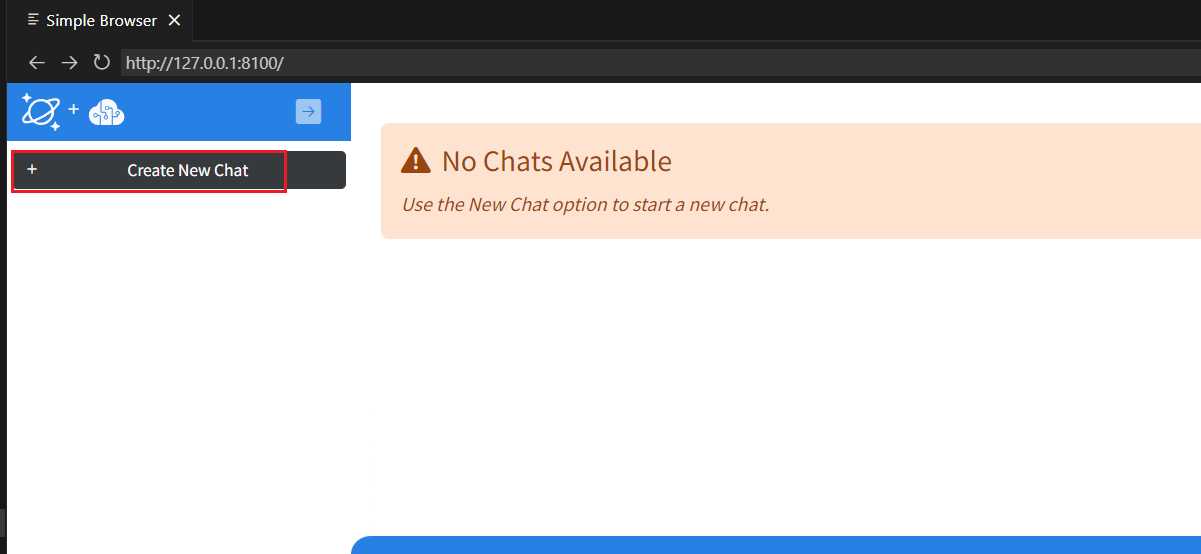 Simple Browser
http://127.0.0.1:8100/
+
+ Create New Chat
No Chats Available
Use the New Chat option to start a new chat.